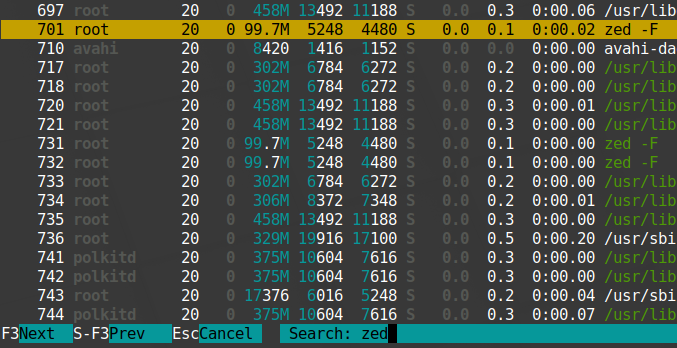 697 root 20 0 458M 13492 11188 S 0.0 0.3 0:00.06 /usr/li
701 root 20 0 99.7M 5248 4480 S 0.0 0.1 0:00.02 zed -F
710 avahi 20 0 8420 1416 1152 S 0.0 0.0 0:00.00 avahi-da
717 root 20 0 302M 6784 6272 S 0.0 0.2 0:00.00 /usr/lib
718 root 20 0 302M 6784 6272 S 0.0 0.2 0:00.00 /usr/lib
720 root 20 0 458M 13492 11188 S 0.0 0.3 0:00.01 /usr/lib
721 root 20 0 458M 13492 11188 S 0.0 0.3 0:00.00 /usr/lib
731 root 20 0 99.7M 5248 4480 S 0.0 0.1 0:00.00 zed -F
732 root 20 0 99.7M 5248 4480 S 0.0 0.1 0:00.00 zed -F
733 root 20 0 302M 6784 6272 S 0.0 0.2 0:00.00 /usr/lib
734 root 20 0 306M 8372 7348 S 0.0 0.2 0:00.01 /usr/lib
735 root 20 0 458M 13492 11188 S 0.0 0.3 0:00.00 /usr/lib
736 root 20 0 329M 19916 17100 S 0.0 0.5 0:00.20 /usr/sbi
741 polkitd 20 0 375M 10604 7616 S 0.0 0.3 0:00.00 /usr/lib
742 polkitd 20 0 375M 10604 7616 S 0.0 0.3 0:00.00 /usr/lib
743 root 20 0 17376 6016 5248 S 0.0 0.2 0:00.04 /usr/sbi
744 polkitd 20 0 375M 10604 7616 S 0.0 0.3 0:00.07 /usr/lib
F3Next S-F3Prev EscCancel Search: zed